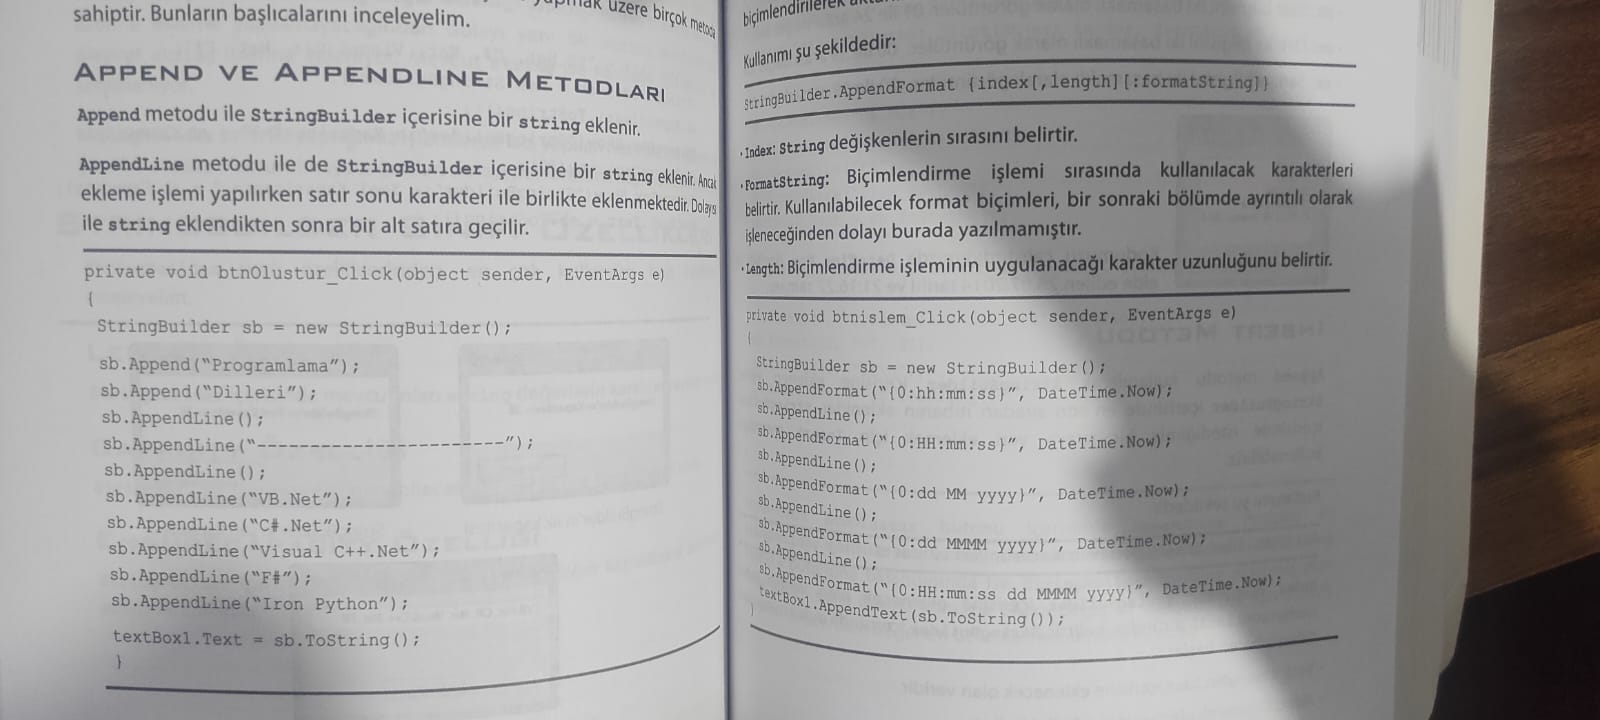 yapmak üzere birçok metoda
sahiptir. Bunların başlıcalarını inceleyelim.
APPEND VE APPENDLINE METODLARI
Append metodu ile StringBuilder içerisine bir string eklenir.
AppendLine metodu ile de StringBuilder içerisine bir string eklenir. Ancak
ekleme işlemi yapılırken satır sonu karakteri ile birlikte eklenmektedir. Dolayısı
ile string eklendikten sonra bir alt satıra geçilir.
private void btnOlustur_Click(object sender, EventArgs e)
{
StringBuilder sb = new StringBuilder();
sb.Append(“Programlama”);
sb.Append(“Dilleri”);
sb.AppendLine();
sb.AppendLine(“-----------------------”);
sb.AppendLine();
sb.AppendLine(“VB.Net”);
sb.AppendLine(“C#.Net”);
sb.AppendLine(“Visual C++.Net”);
sb.AppendLine(“F#”);
sb.AppendLine(“Iron Python”);
textBox1.Text = sb.ToString();
}
biçimlendirilerek
Kullanımı şu şekildedir:
StringBuilder.AppendFormat {index[,length][:formatString]}
• Index: String değişkenlerin sırasını belirtir.
• FormatString: Biçimlendirme işlemi sırasında kullanılacak karakterleri
belirtir. Kullanılabilecek format biçimleri, bir sonraki bölümde ayrıntılı olarak
işleneceğinden dolayı burada yazılmamıştır.
• Length: Biçimlendirme işleminin uygulanacağı karakter uzunluğunu belirtir.
private void btnislem_Click(object sender, EventArgs e)
{
StringBuilder sb = new StringBuilder();
sb.AppendFormat(“{0:hh:mm:ss}”, DateTime.Now);
sb.AppendLine();
sb.AppendFormat(“{0:HH:mm:ss}”, DateTime.Now);
sb.AppendLine();
sb.AppendFormat(“{0:dd MM yyyy}”, DateTime.Now);
sb.AppendLine();
sb.AppendFormat(“{0:dd MMMM yyyy}”, DateTime.Now);
sb.AppendLine();
sb.AppendFormat(“{0:HH:mm:ss dd MMMM yyyy}”, DateTime.Now);
textBox1.AppendText(sb.ToString());
}